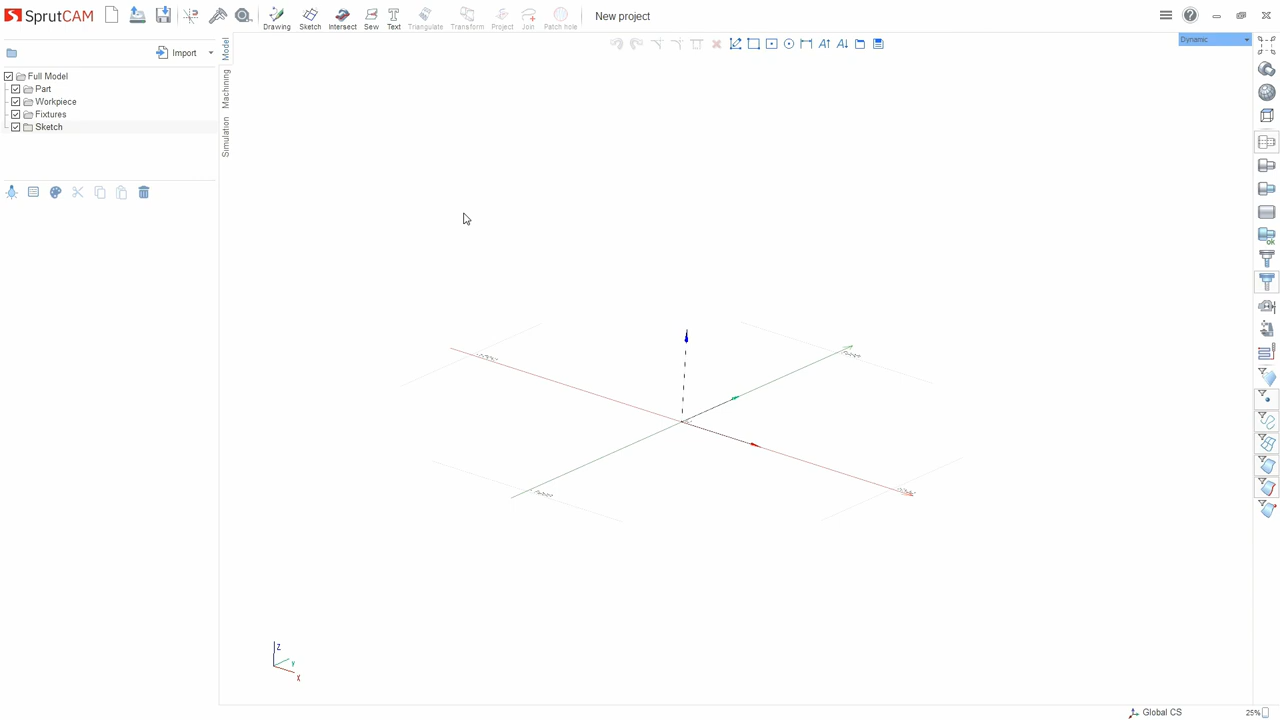 SprutCAM
New project
Drawing
Sketch
Intersect
Sew
Text
Triangulate
Transform
Project
Join
Patch hole
Import
Full Model
Part
Workpiece
Fixtures
Sketch
Model
Machining
Simulation
Dynamic
ok
Z
Y
X
Global CS
25%